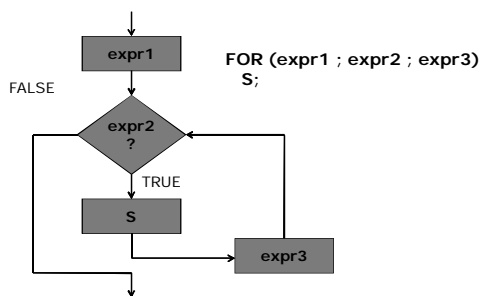 expr1
FOR (expr1 ; expr2 ; expr3)
S;
FALSE
expr2
?
TRUE
S
expr3